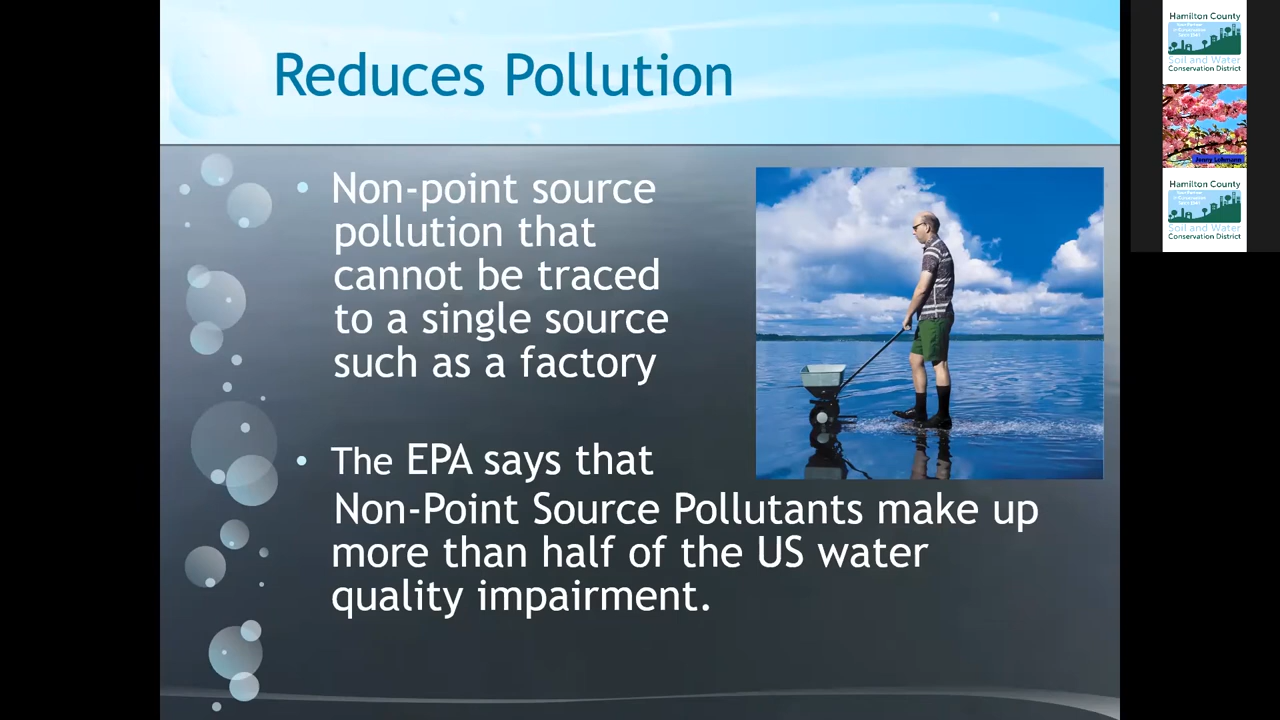 Reduces Pollution
Non-point source
pollution that
cannot be traced
to a single source
such as a factory
The EPA says that
Non-Point Source Pollutants make up
more than half of the US water
quality impairment.
Hamilton County
Soil and Water
Conservation District
Jenny Lohmann
Hamilton County
Soil and Water
Conservation District